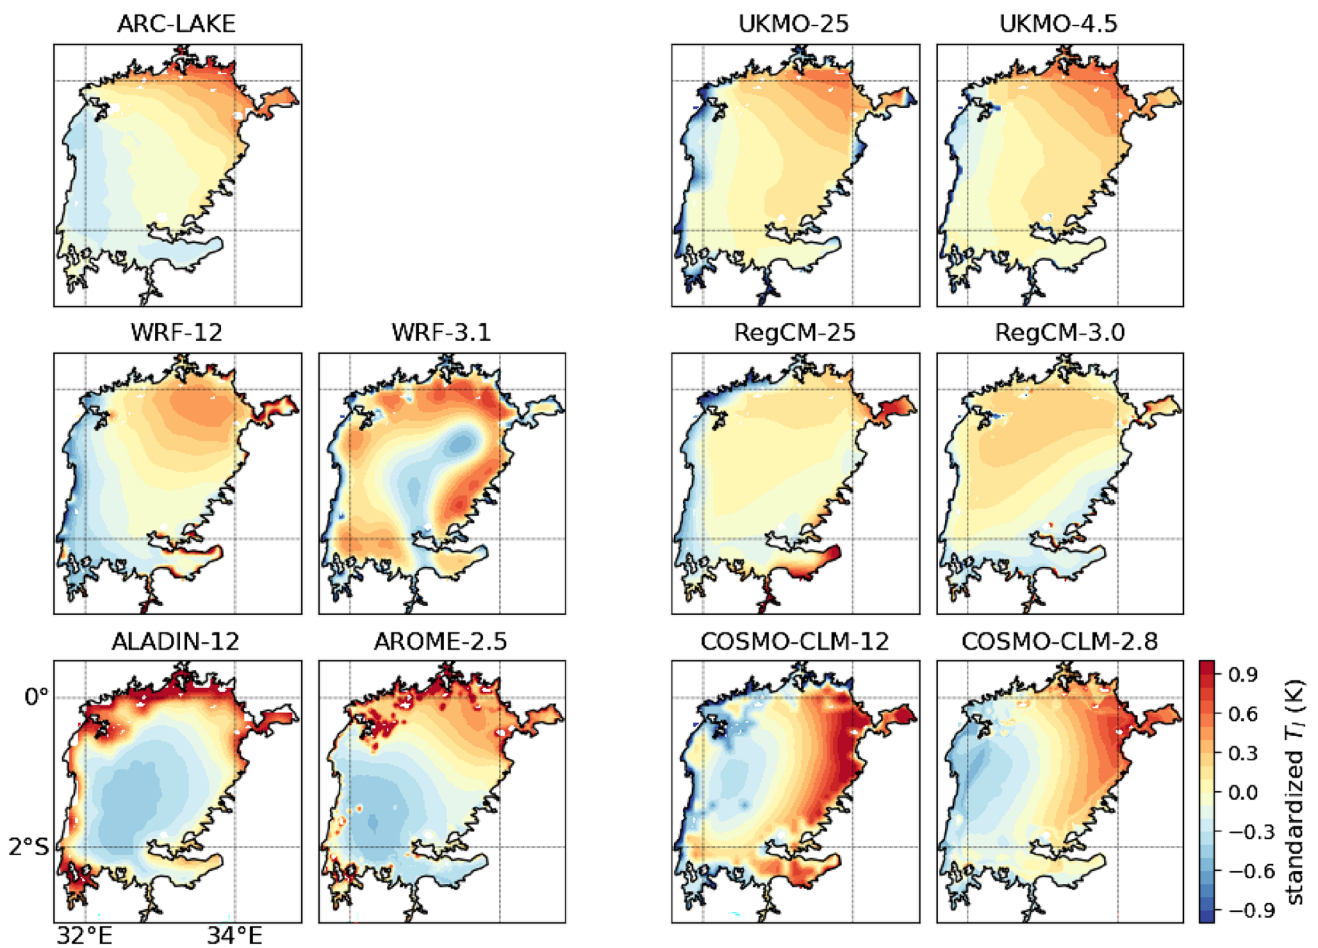 ARC-LAKE
UKMO-25
UKMO-4.5
WRF-12
WRF-3.1
RegCM-25
RegCM-3.0
ALADIN-12
AROME-2.5
COSMO-CLM-12
COSMO-CLM-2.8
0°
2°S
32°E
34°E
0.9
0.6
0.3
0.0
−0.3
−0.6
−0.9
standardized T_l (K)